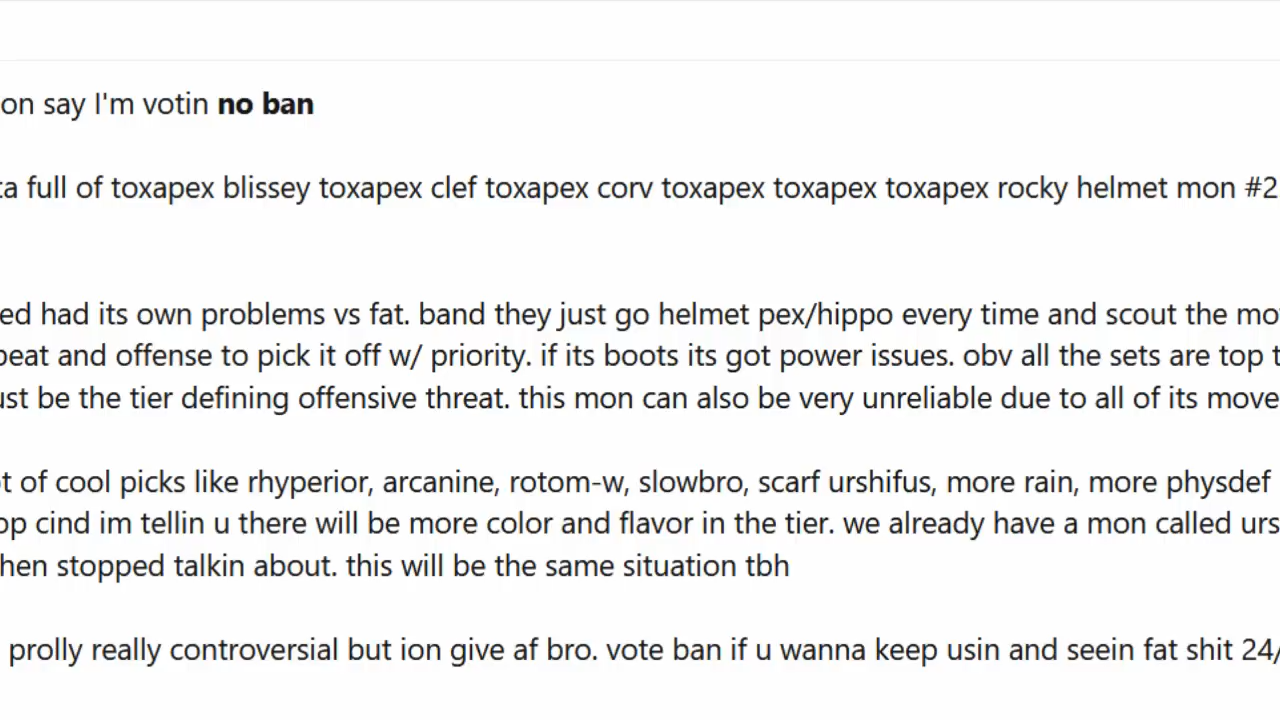 on say I'm votin no ban
ta full of toxapex blissey toxapex clef toxapex corv toxapex toxapex toxapex rocky helmet mon #2
ed had its own problems vs fat. band they just go helmet pex/hippo every time and scout the mo
peat and offense to pick it off w/ priority. if its boots its got power issues. obv all the sets are top t
ust be the tier defining offensive threat. this mon can also be very unreliable due to all of its move
ot of cool picks like rhyperior, arcanine, rotom-w, slowbro, scarf urshifus, more rain, more physdef
op cind im tellin u there will be more color and flavor in the tier. we already have a mon called urs
hen stopped talkin about. this will be the same situation tbh
prolly really controversial but ion give af bro. vote ban if u wanna keep usin and seein fat shit 24/